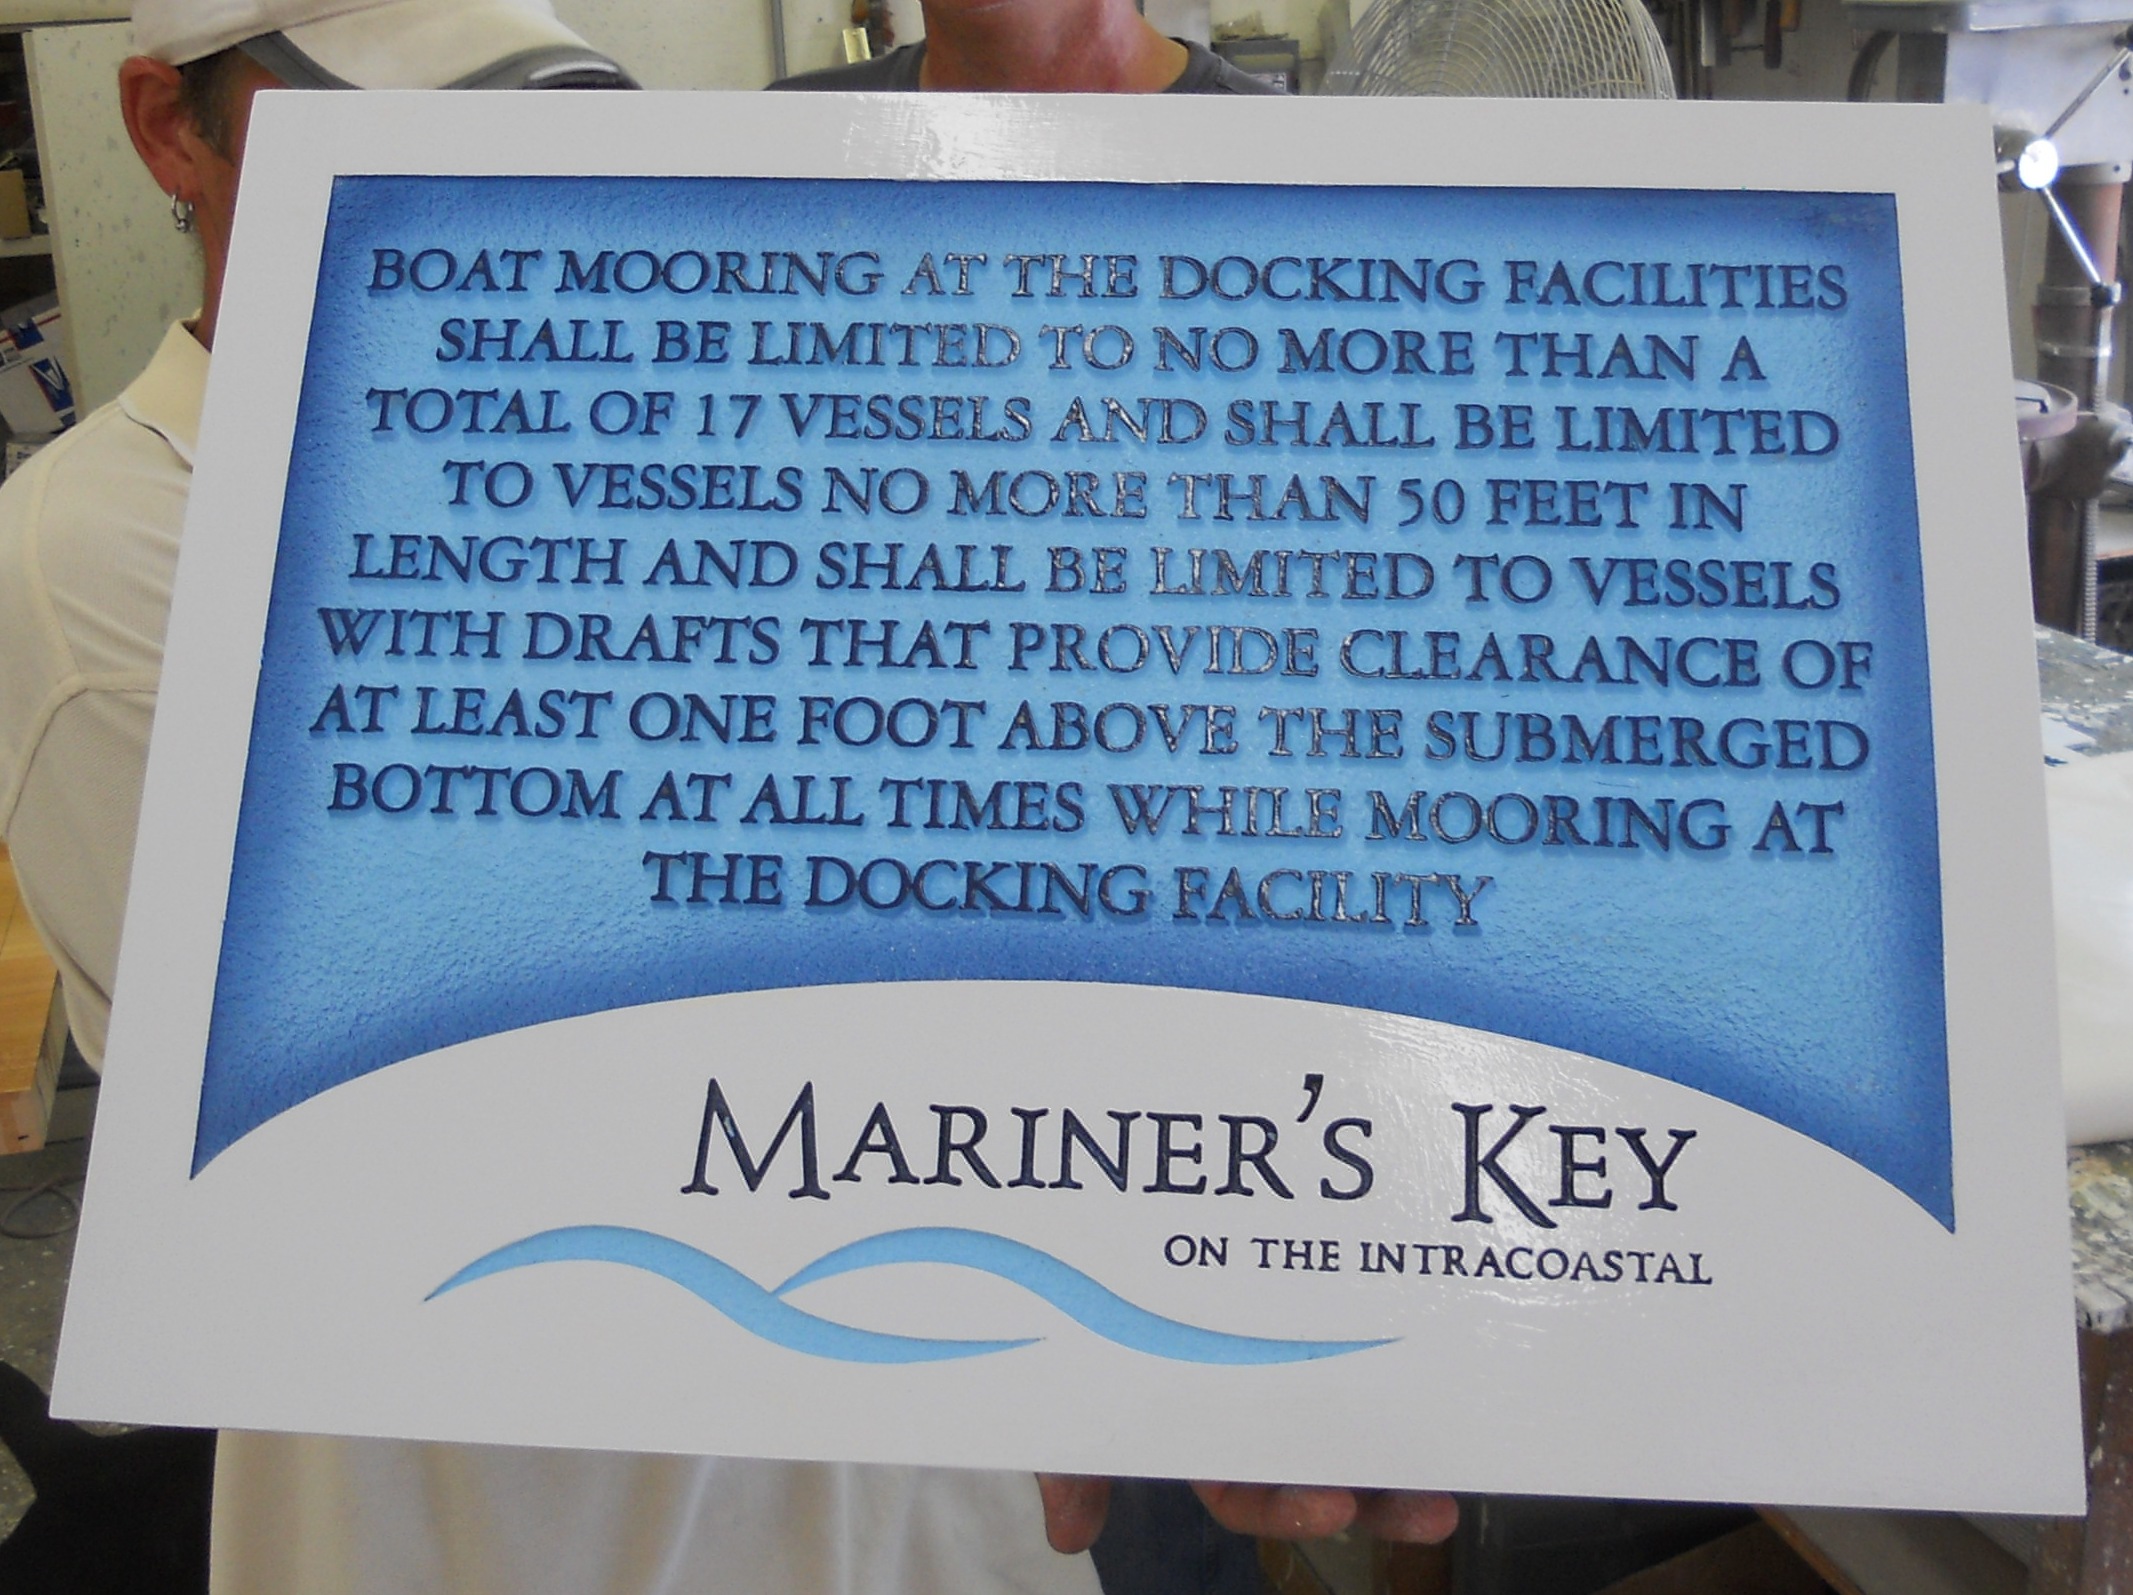 BOAT MOORING AT THE DOCKING FACILITIES
SHALL BE LIMITED TO NO MORE THAN A
TOTAL OF 17 VESSELS AND SHALL BE LIMITED
TO VESSELS NO MORE THAN 50 FEET IN
LENGTH AND SHALL BE LIMITED TO VESSELS
WITH DRAFTS THAT PROVIDE CLEARANCE OF
AT LEAST ONE FOOT ABOVE THE SUBMERGED
BOTTOM AT ALL TIMES WHILE MOORING AT
THE DOCKING FACILITY
MARINER'S KEY
ON THE INTRACOASTAL